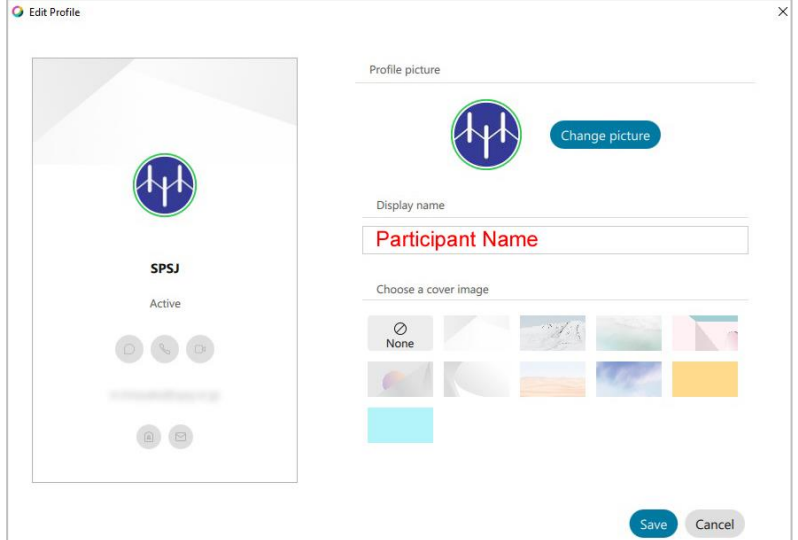 Edit Profile
Profile picture
Change picture
Display name
Participant Name
SPSJ
Active
Choose a cover image
None
Save
Cancel